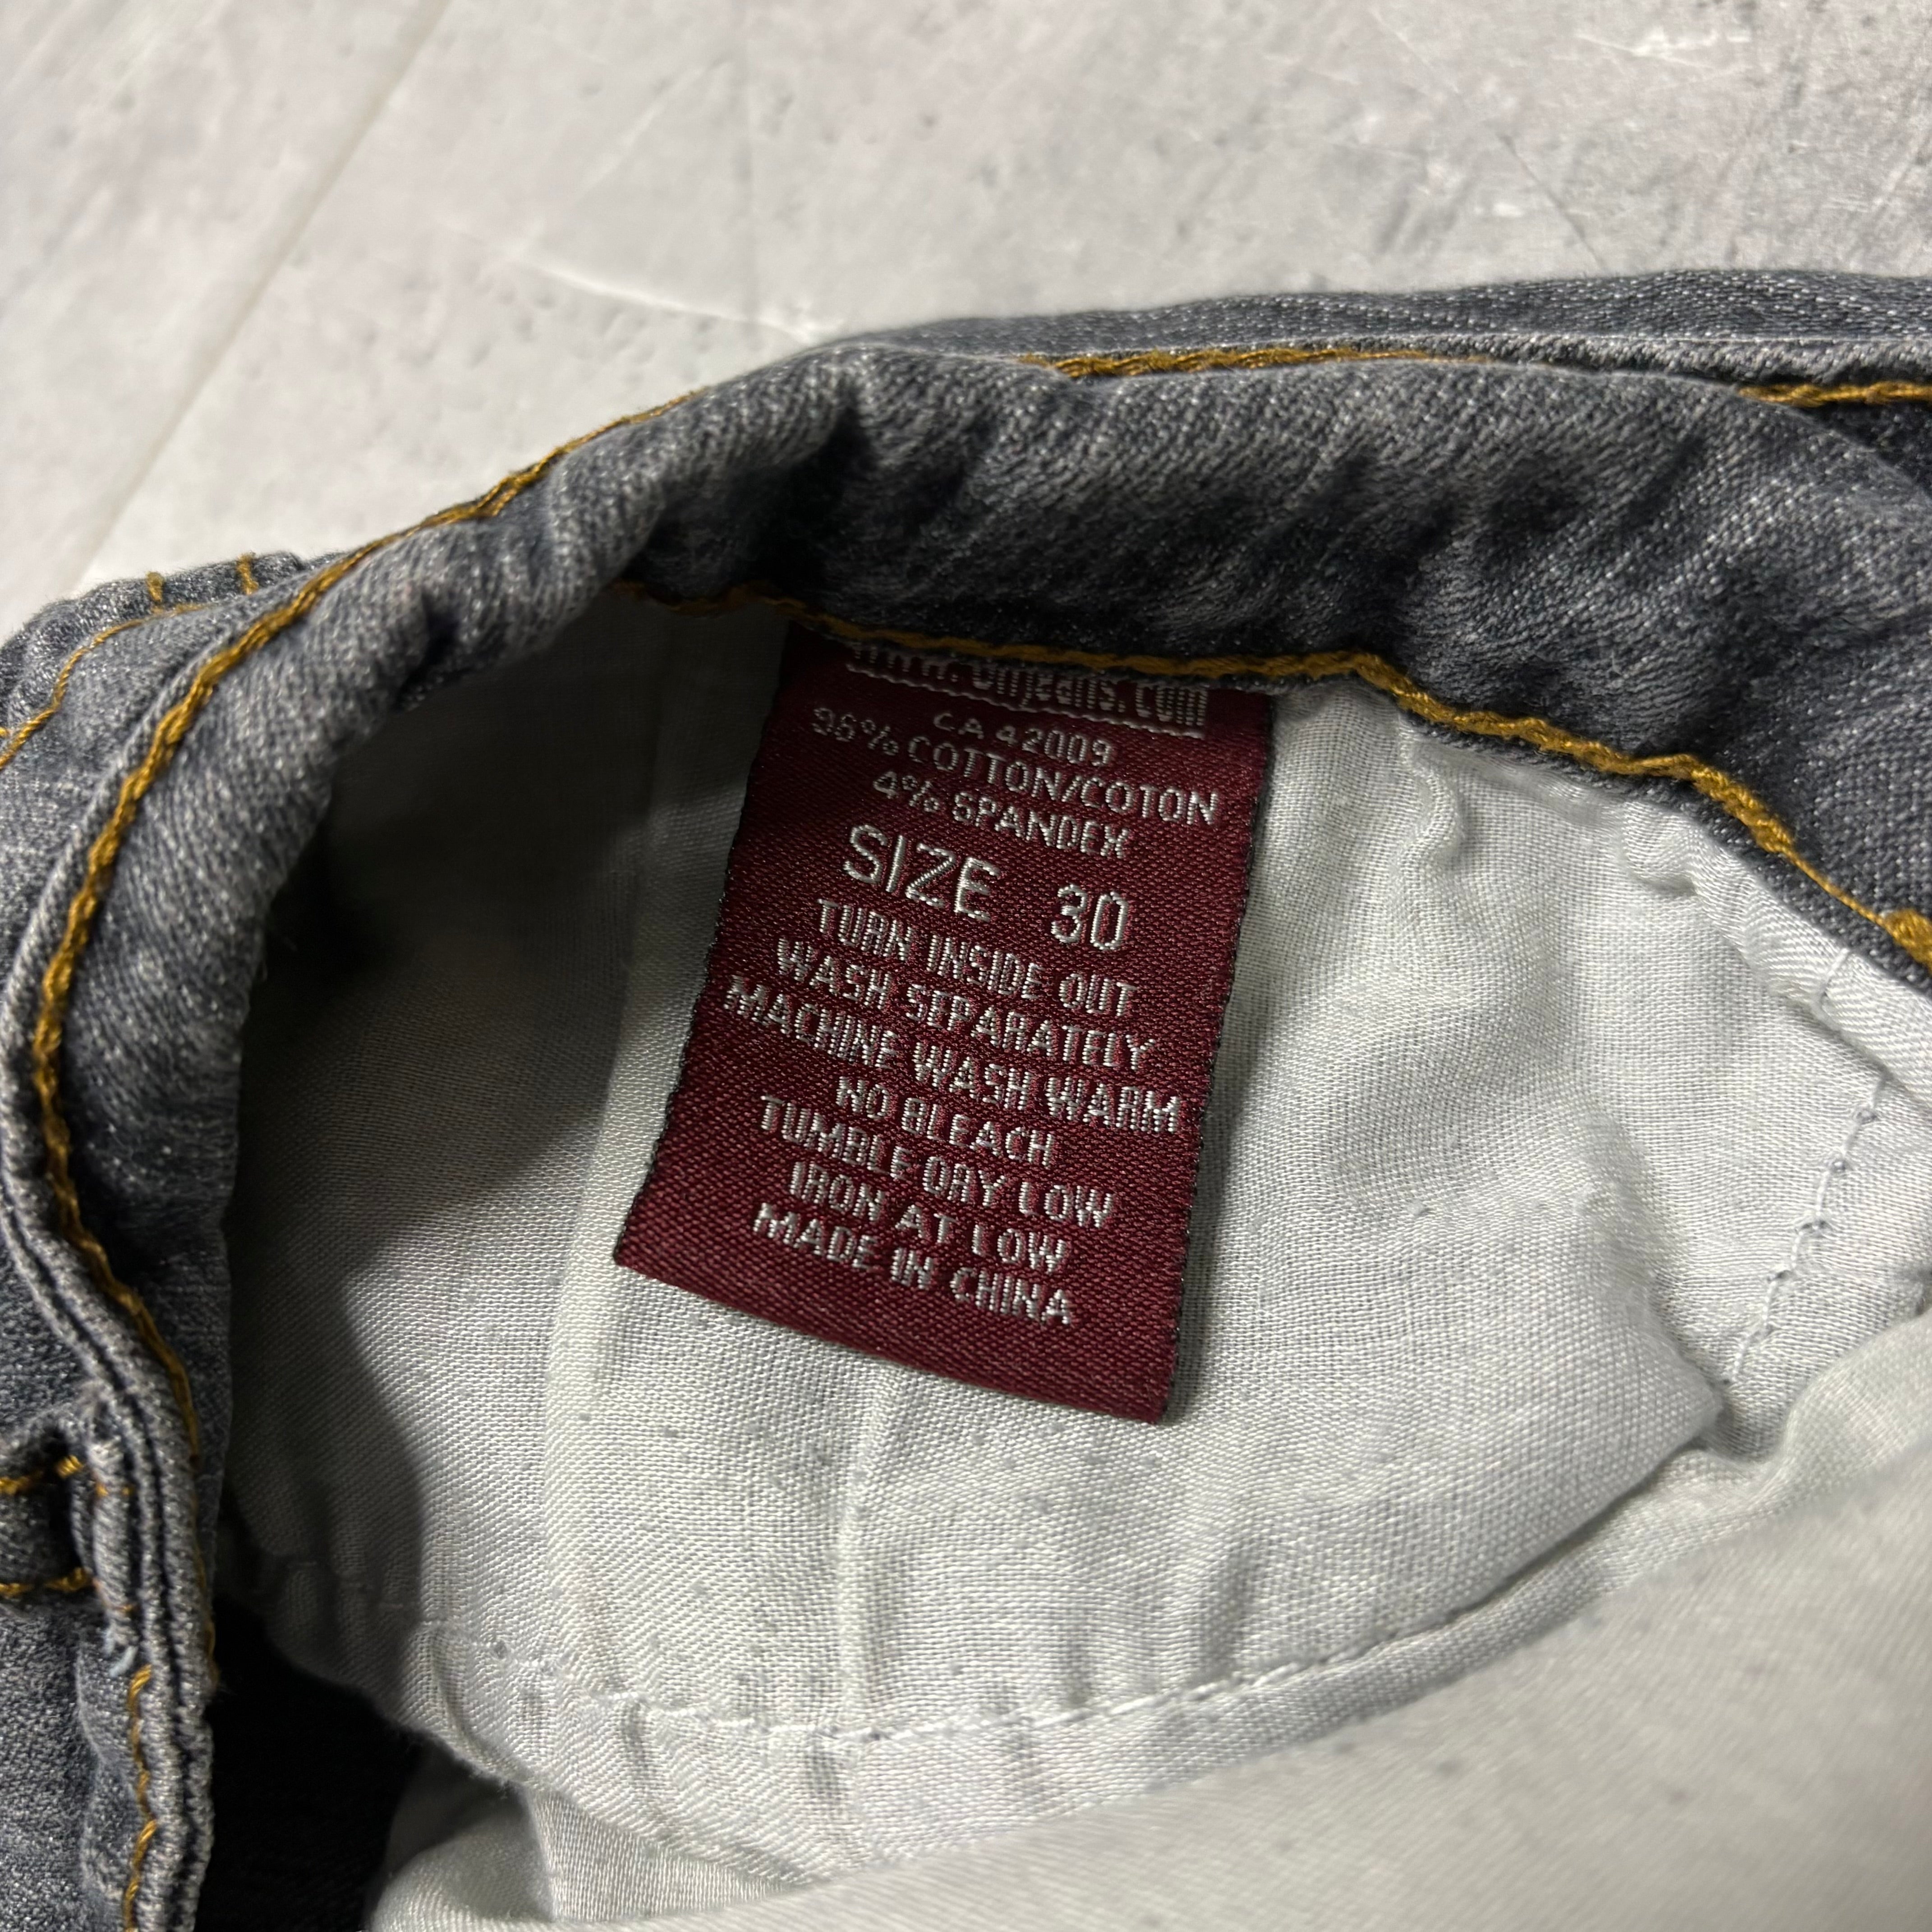 CA 42009
96% COTTON/COTON
4% SPANDEX
SIZE 30
TURN INSIDE OUT
WASH SEPARATELY
MACHINE WASH WARM
NO BLEACH
TUMBLE DRY LOW
IRON AT LOW
MADE IN CHINA